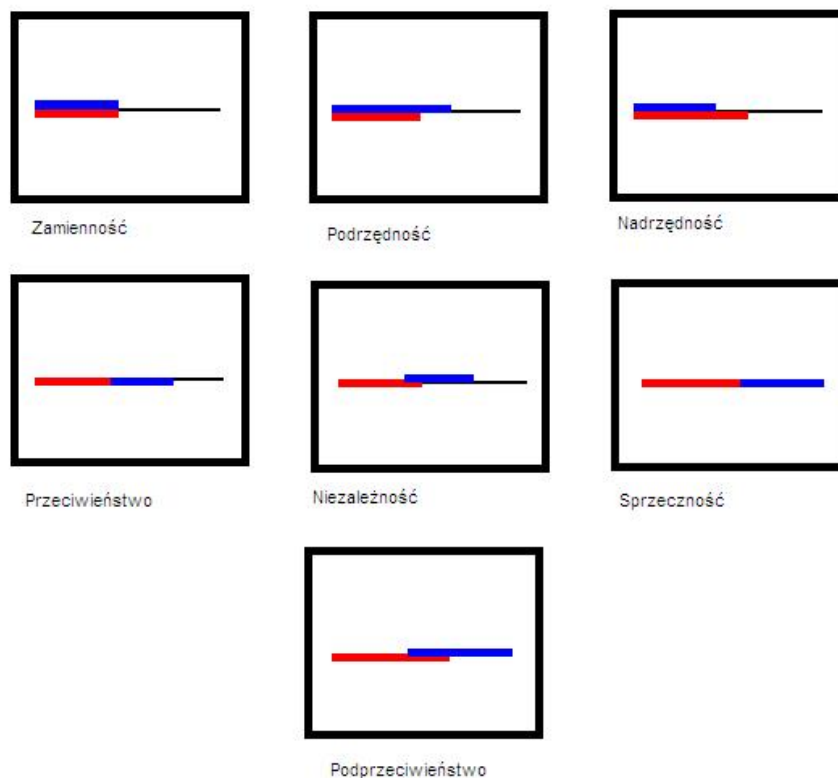 Zamienność
Podrzędność
Nadrzędność
Przeciwieństwo
Niezależność
Sprzeczność
Podprzeciwieństwo